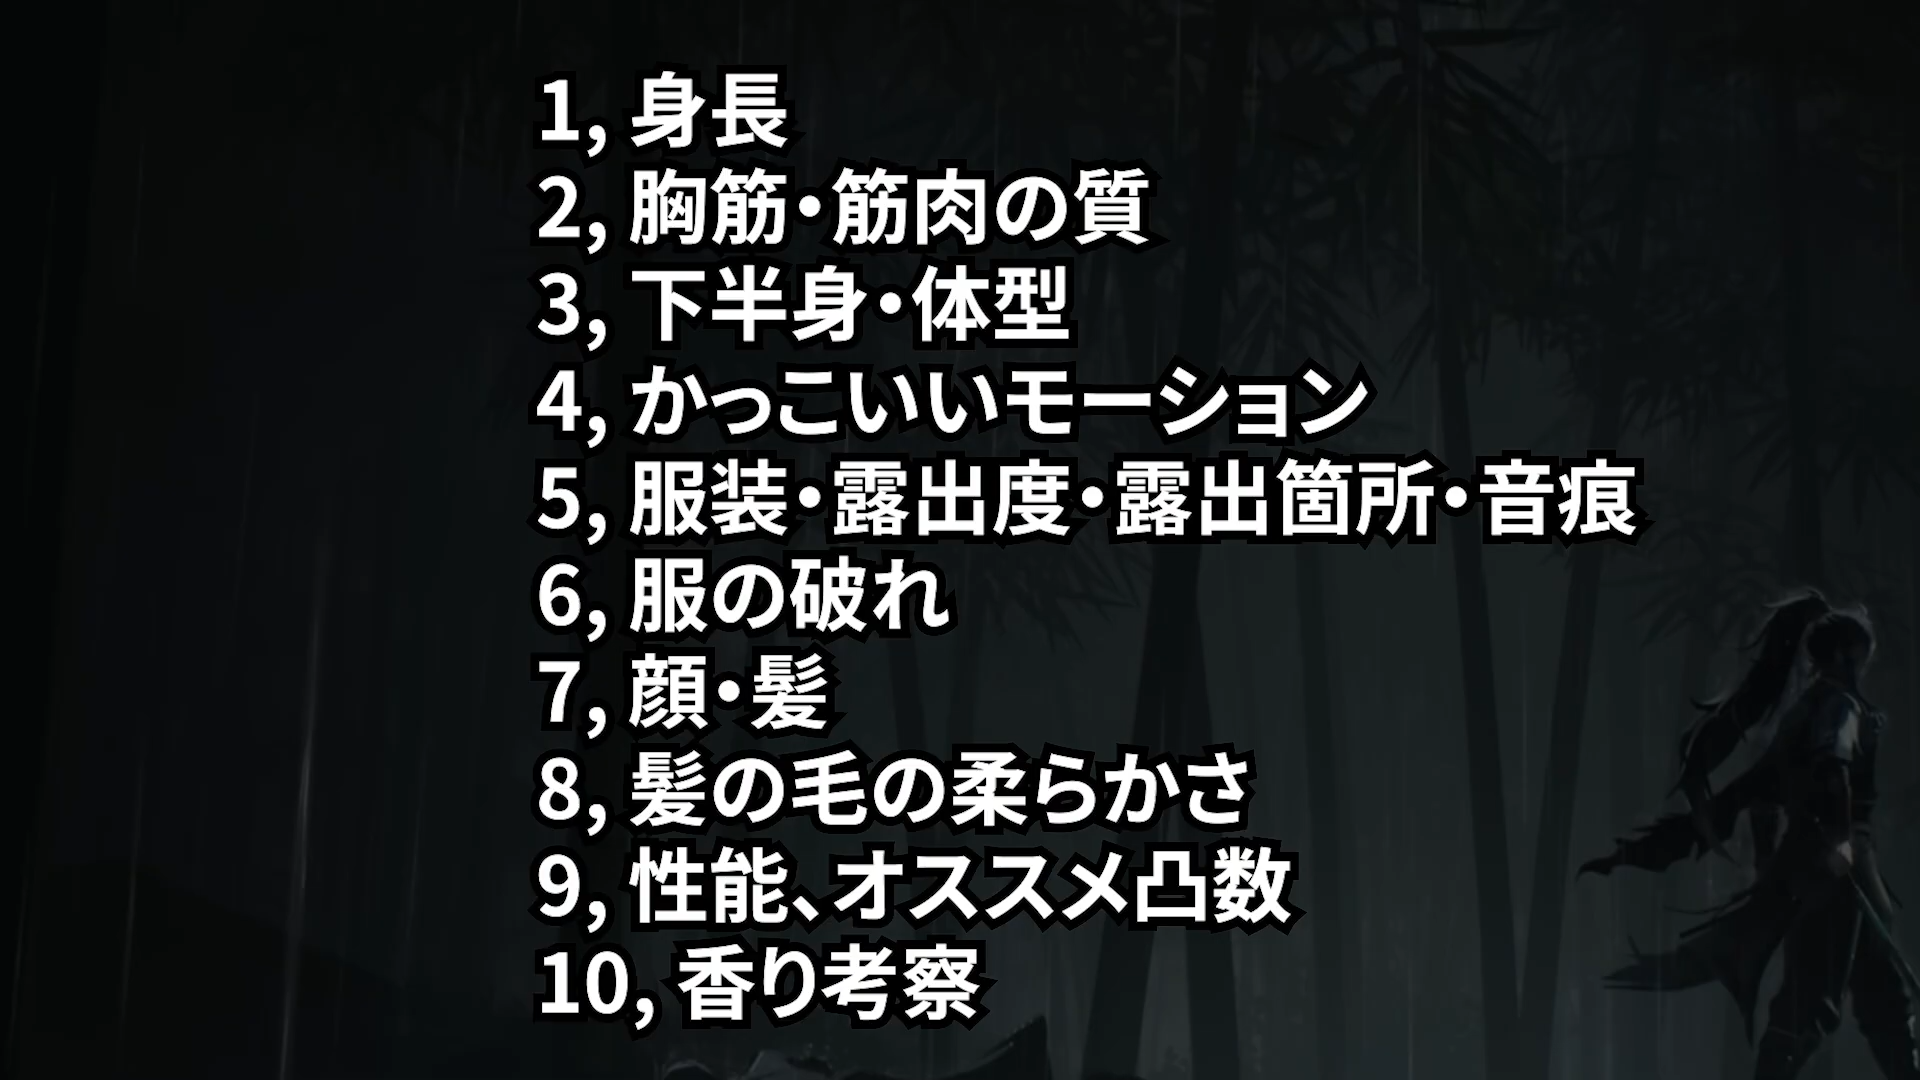 1, 身長
2, 胸筋・筋肉の質
3, 下半身・体型
4, かっこいいモーション
5, 服装・露出度・露出箇所・音痕
6, 服の破れ
7, 顔・髪
8, 髪の毛の柔らかさ
9, 性能、オススメ凸数
10, 香り考察